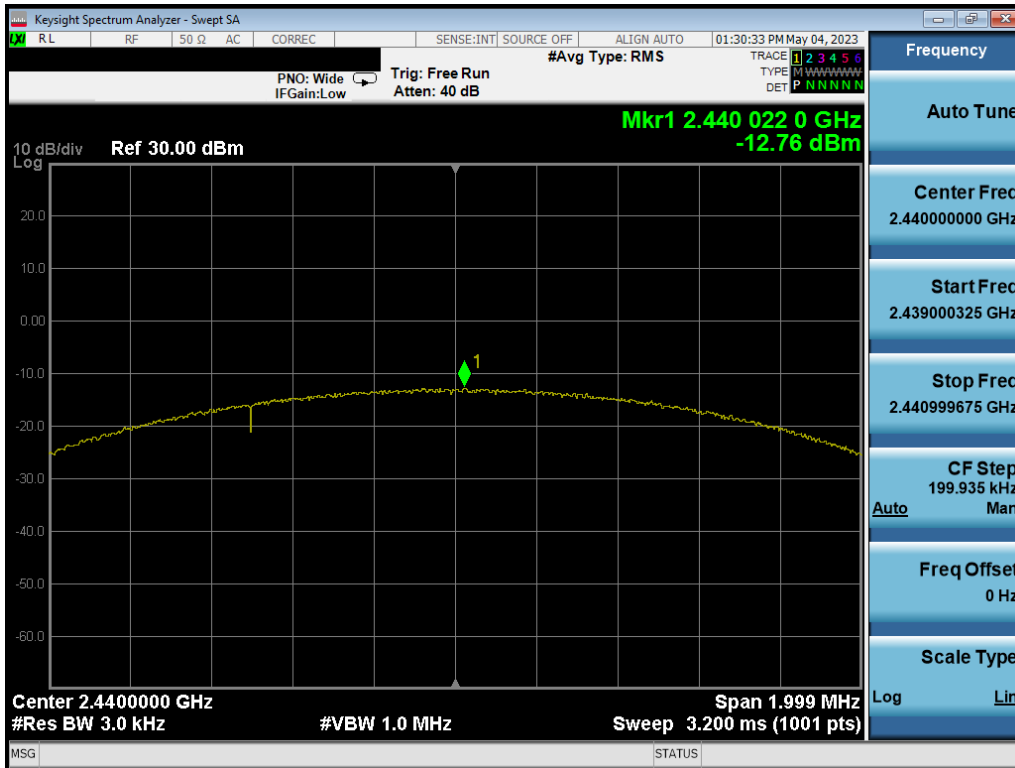 Keysight Spectrum Analyzer - Swept SA
LXI RL RF 50 Ω AC CORREC SENSE:INT SOURCE OFF ALIGN AUTO 01:30:33 PM May 04, 2023
#Avg Type: RMS
TRACE 1 2 3 4 5 6
PNO: Wide Trig: Free Run
TYPE M W W W W W
IFGain:Low Atten: 40 dB
DET P N N N N N
Mkr1 2.440 022 0 GHz
-12.76 dBm
10 dB/div Ref 30.00 dBm
Log
20.0
10.0
0.00
-10.0
-20.0
-30.0
-40.0
-50.0
-60.0
1
Center 2.4400000 GHz Span 1.999 MHz
#Res BW 3.0 kHz #VBW 1.0 MHz Sweep 3.200 ms (1001 pts)
MSG STATUS
Frequency
Auto Tune
Center Freq
2.440000000 GHz
Start Freq
2.439000325 GHz
Stop Freq
2.440999675 GHz
CF Step
199.935 kHz
Auto Man
Freq Offset
0 Hz
Scale Type
Log Lin